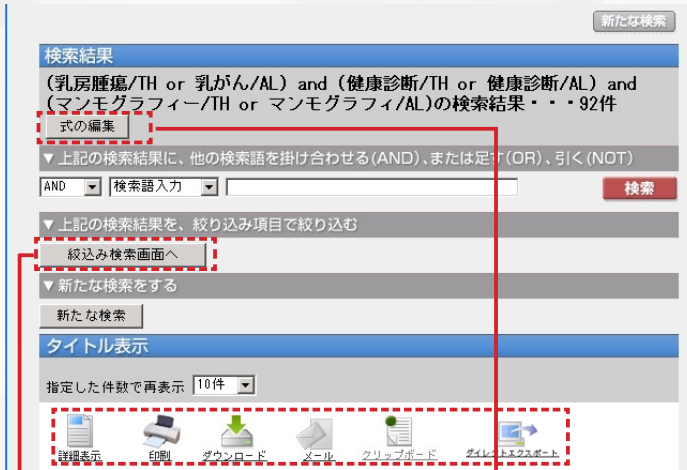 新たな検索
検索結果
(乳房腫瘍/TH or 乳がん/AL) and (健康診断/TH or 健康診断/AL) and
(マンモグラフィー/TH or マンモグラフィ/AL)の検索結果・・・92件
式の編集
▼上記の検索結果に、他の検索語を掛け合わせる(AND)、または足す(OR)、引く(NOT)
AND 検索語入力 検索
▼上記の検索結果を、絞り込み項目で絞り込む
絞込み検索画面へ
▼新たな検索をする
新たな検索
タイトル表示
指定した件数で再表示 10件
詳細表示 印刷 ダウンロード メール クリップボード ダイレクトエクスポート